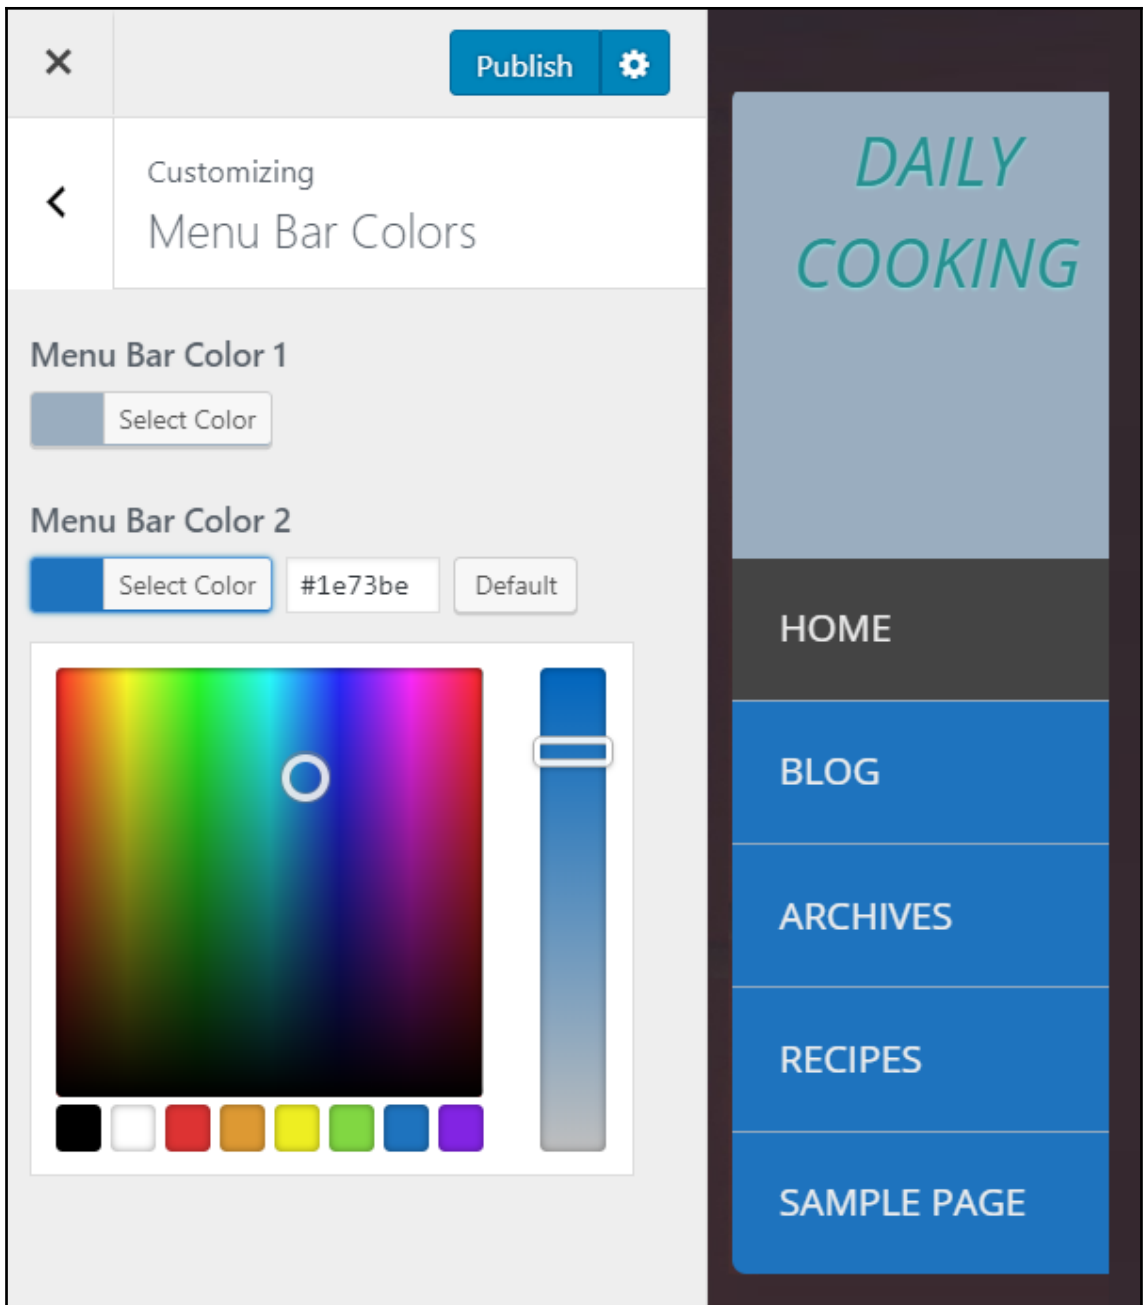 Publish
Customizing
Menu Bar Colors
Menu Bar Color 1
Select Color
Menu Bar Color 2
Select Color #1e73be Default
DAILY
COOKING
HOME
BLOG
ARCHIVES
RECIPES
SAMPLE PAGE